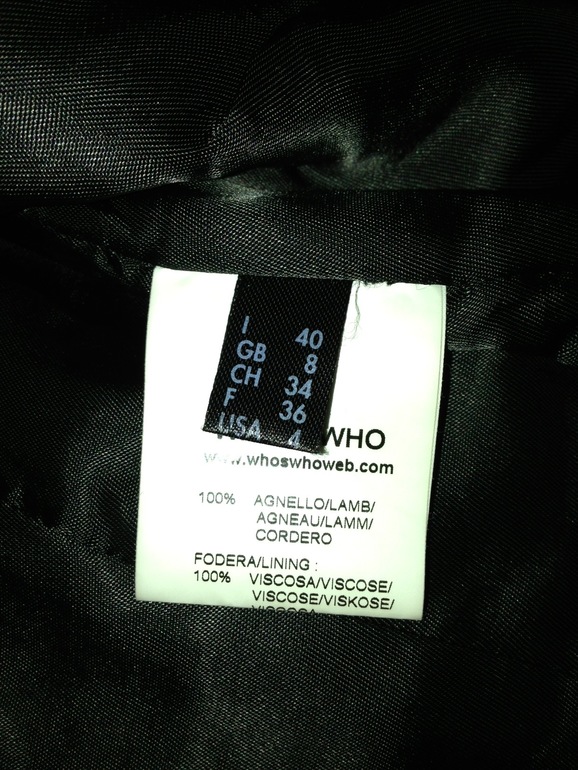 I 40
GB 8
CH 34
F 36
USA 4
WHO
www.whoswhoweb.com
100% AGNELLO/LAMB/
AGNEAU/LAMM/
CORDERO
FODERA/LINING :
100% VISCOSA/VISCOSE/
VISCOSE/VISKOSE/
VISCOSA